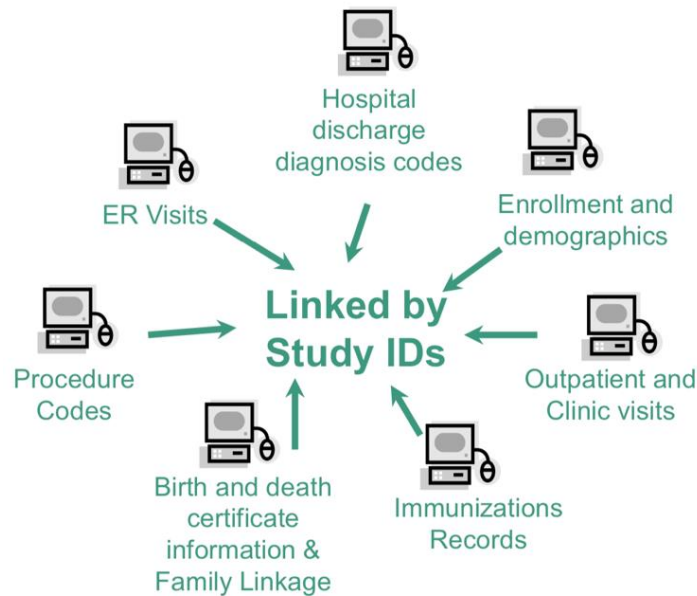 Hospital
discharge
diagnosis codes
ER Visits
Enrollment and
demographics
Linked by
Study IDs
Procedure
Codes
Outpatient and
Clinic visits
Birth and death
certificate
information &
Family Linkage
Immunizations
Records